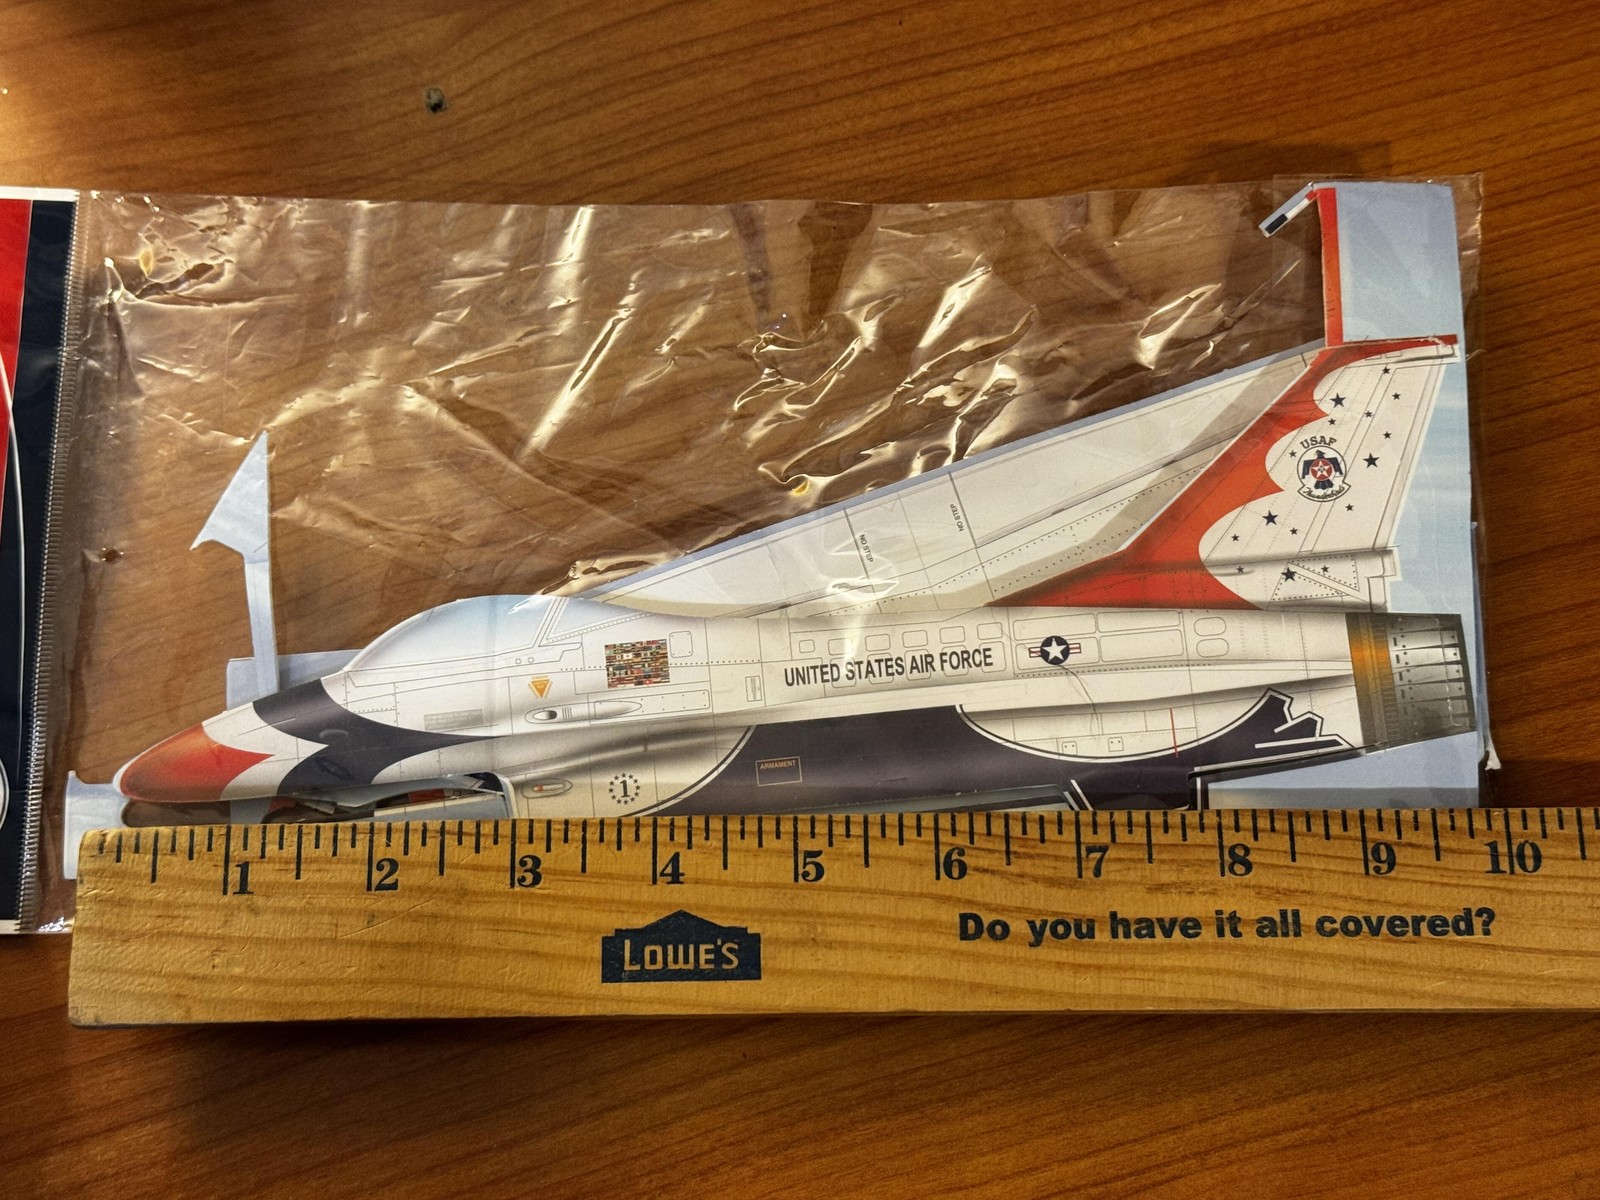 USAF
Thunderbirds
NO STEP
NO STEP
UNITED STATES AIR FORCE
ARMAMENT
1
1 2 3 4 5 6 7 8 9 10
LOWE'S
Do you have it all covered?